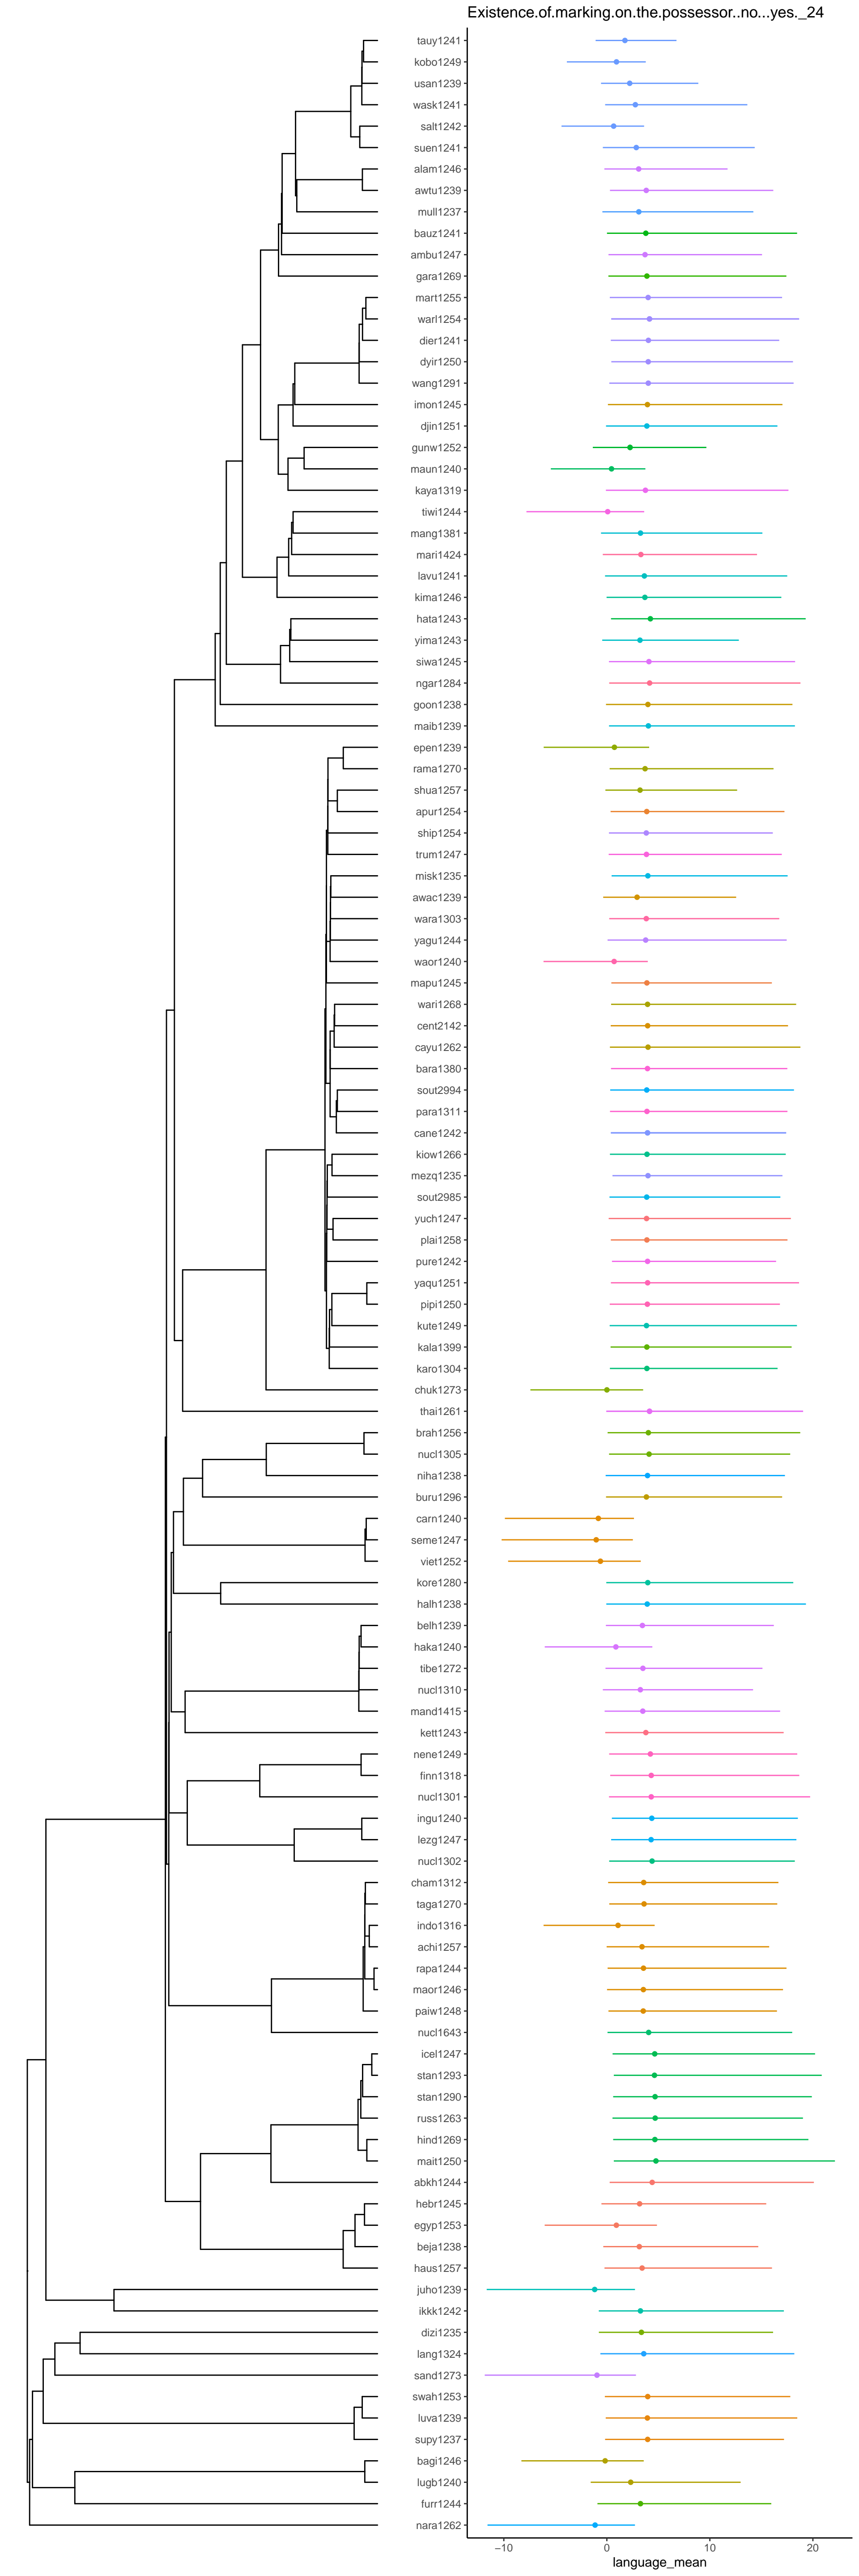 Existence.of.marking.on.the.possessor..no...yes._24
tauy1241
kobo1249
usan1239
wask1241
salt1242
suen1241
alam1246
awtu1239
mull1237
bauz1241
ambu1247
gara1269
mart1255
warl1254
dier1241
dyir1250
wang1291
imon1245
djin1251
gunw1252
maun1240
kaya1319
tiwi1244
mang1381
mari1424
lavu1241
kima1246
hata1243
yima1243
siwa1245
ngar1284
goon1238
maib1239
epen1239
rama1270
shua1257
apur1254
ship1254
trum1247
misk1235
awac1239
wara1303
yagu1244
waor1240
mapu1245
wari1268
cent2142
cayu1262
bara1380
sout2994
para1311
cane1242
kiow1266
mezq1235
sout2985
yuch1247
plai1258
pure1242
yaqu1251
pipi1250
kute1249
kala1399
karo1304
chuk1273
thai1261
brah1256
nucl1305
niha1238
buru1296
carn1240
seme1247
viet1252
kore1280
halh1238
belh1239
haka1240
tibe1272
nucl1310
mand1415
kett1243
nene1249
finn1318
nucl1301
ingu1240
lezg1247
nucl1302
cham1312
taga1270
indo1316
achi1257
rapa1244
maor1246
paiw1248
nucl1643
icel1247
stan1293
stan1290
russ1263
hind1269
mait1250
abkh1244
hebr1245
egyp1253
beja1238
haus1257
juho1239
ikkk1242
dizi1235
lang1324
sand1273
swah1253
luva1239
supy1237
bagi1246
lugb1240
furr1244
nara1262
−10 0 10 20
language_mean